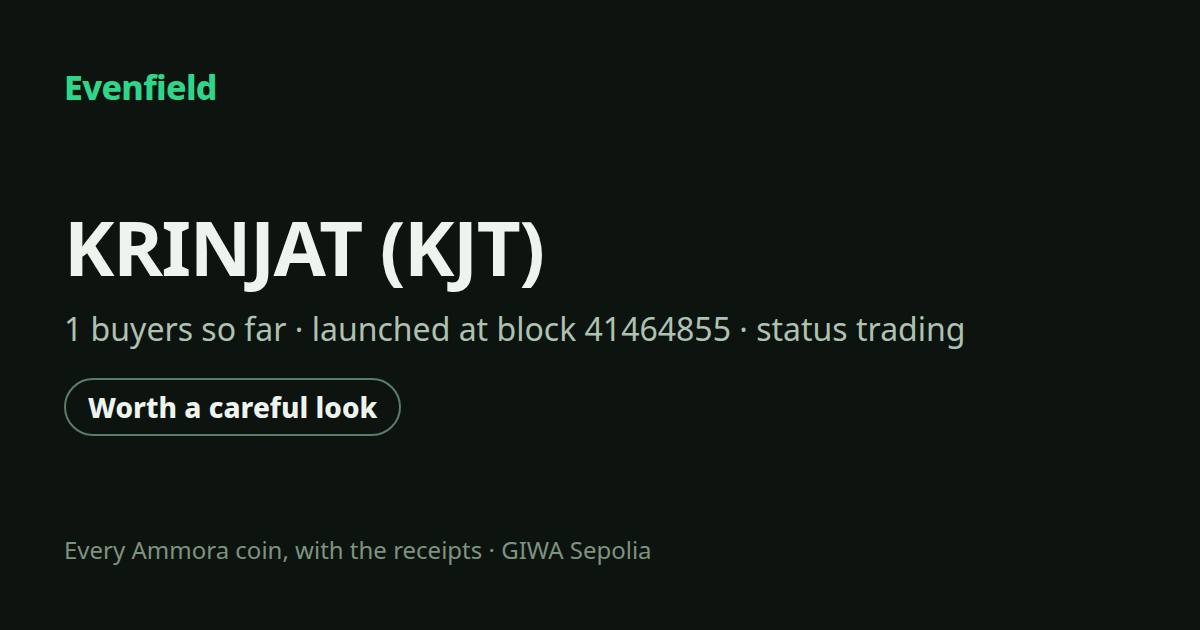 Evenfield
KRINJAT (KJT)
1 buyers so far · launched at block 41464855 · status trading
Worth a careful look
Every Ammora coin, with the receipts · GIWA Sepolia